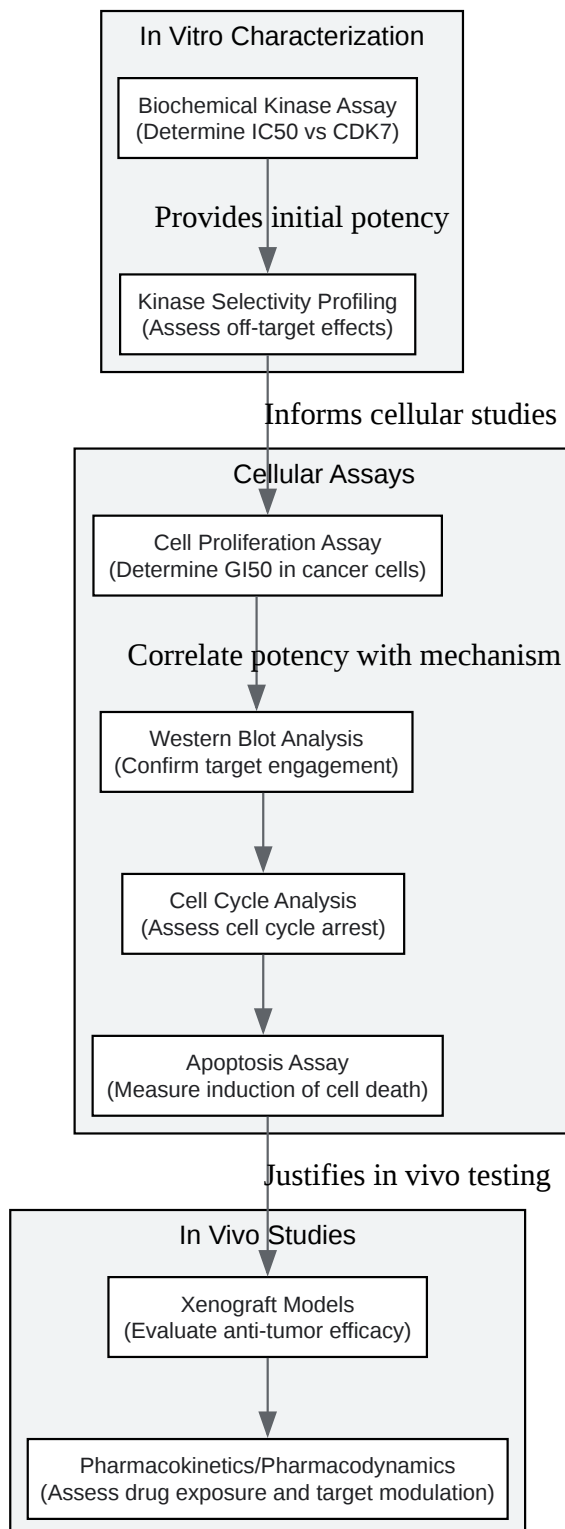 In Vitro Characterization
Biochemical Kinase Assay
(Determine IC50 vs CDK7)
Provides initial potency
Kinase Selectivity Profiling
(Assess off-target effects)
Informs cellular studies
Cellular Assays
Cell Proliferation Assay
(Determine GI50 in cancer cells)
Correlate potency with mechanism
Western Blot Analysis
(Confirm target engagement)
Cell Cycle Analysis
(Assess cell cycle arrest)
Apoptosis Assay
(Measure induction of cell death)
Justifies in vivo testing
In Vivo Studies
Xenograft Models
(Evaluate anti-tumor efficacy)
Pharmacokinetics/Pharmacodynamics
(Assess drug exposure and target modulation)